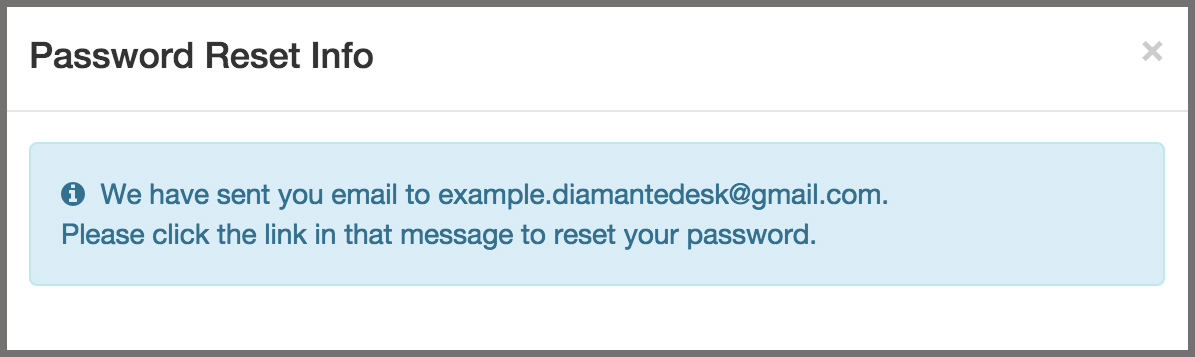 Password Reset Info
×
We have sent you email to example.diamantedesk@gmail.com.
Please click the link in that message to reset your password.